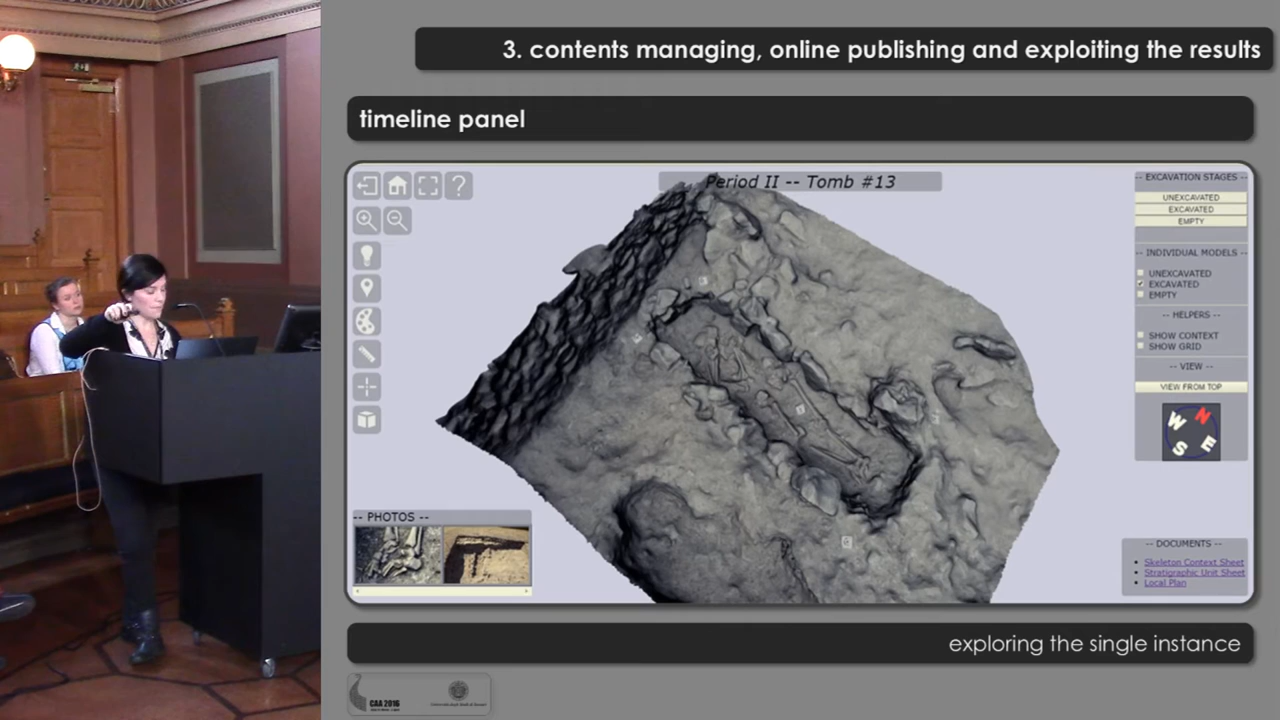 3. contents managing, online publishing and exploiting the results
timeline panel
Period II -- Tomb #13
-- EXCAVATION STAGES --
UNEXCAVATED
EXCAVATED
EMPTY
-- INDIVIDUAL MODELS --
UNEXCAVATED
EXCAVATED
EMPTY
-- HELPERS --
SHOW CONTEXT
SHOW GRID
-- VIEW --
VIEW FROM TOP
N
W
E
S
-- PHOTOS --
-- DOCUMENTS --
Skeleton Context Sheet
Stratigraphic Unit Sheet
Local Plan
exploring the single instance
CAA 2016